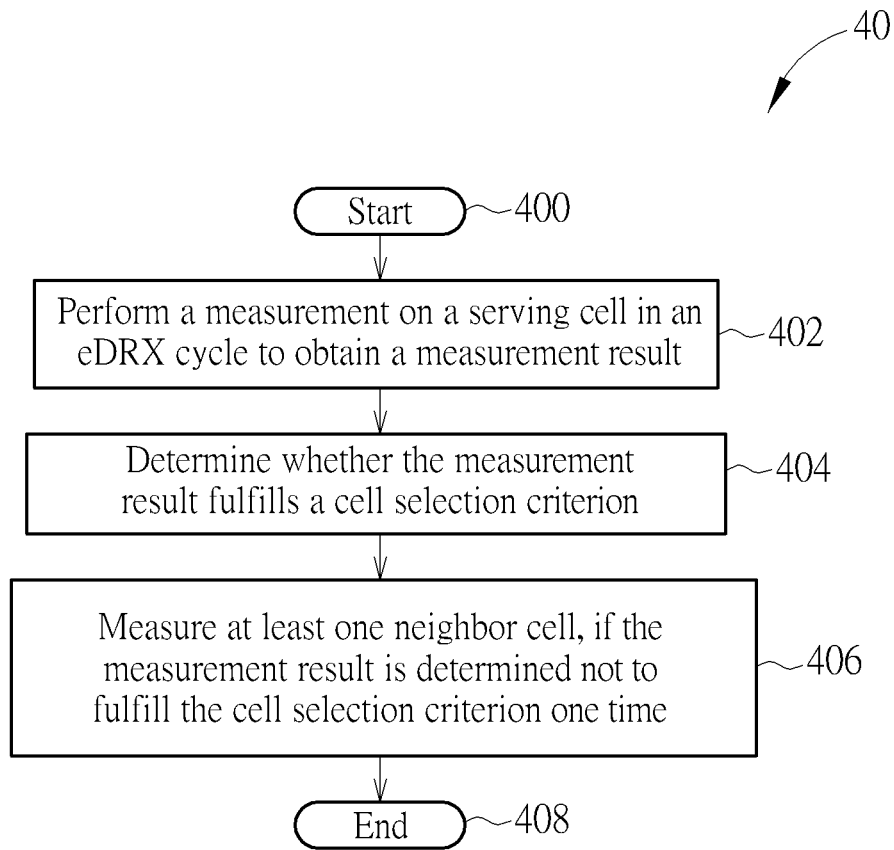 40
Start
400
Perform a measurement on a serving cell in an
eDRX cycle to obtain a measurement result
402
Determine whether the measurement
result fulfills a cell selection criterion
404
Measure at least one neighbor cell, if the
measurement result is determined not to
fulfill the cell selection criterion one time
406
End
408